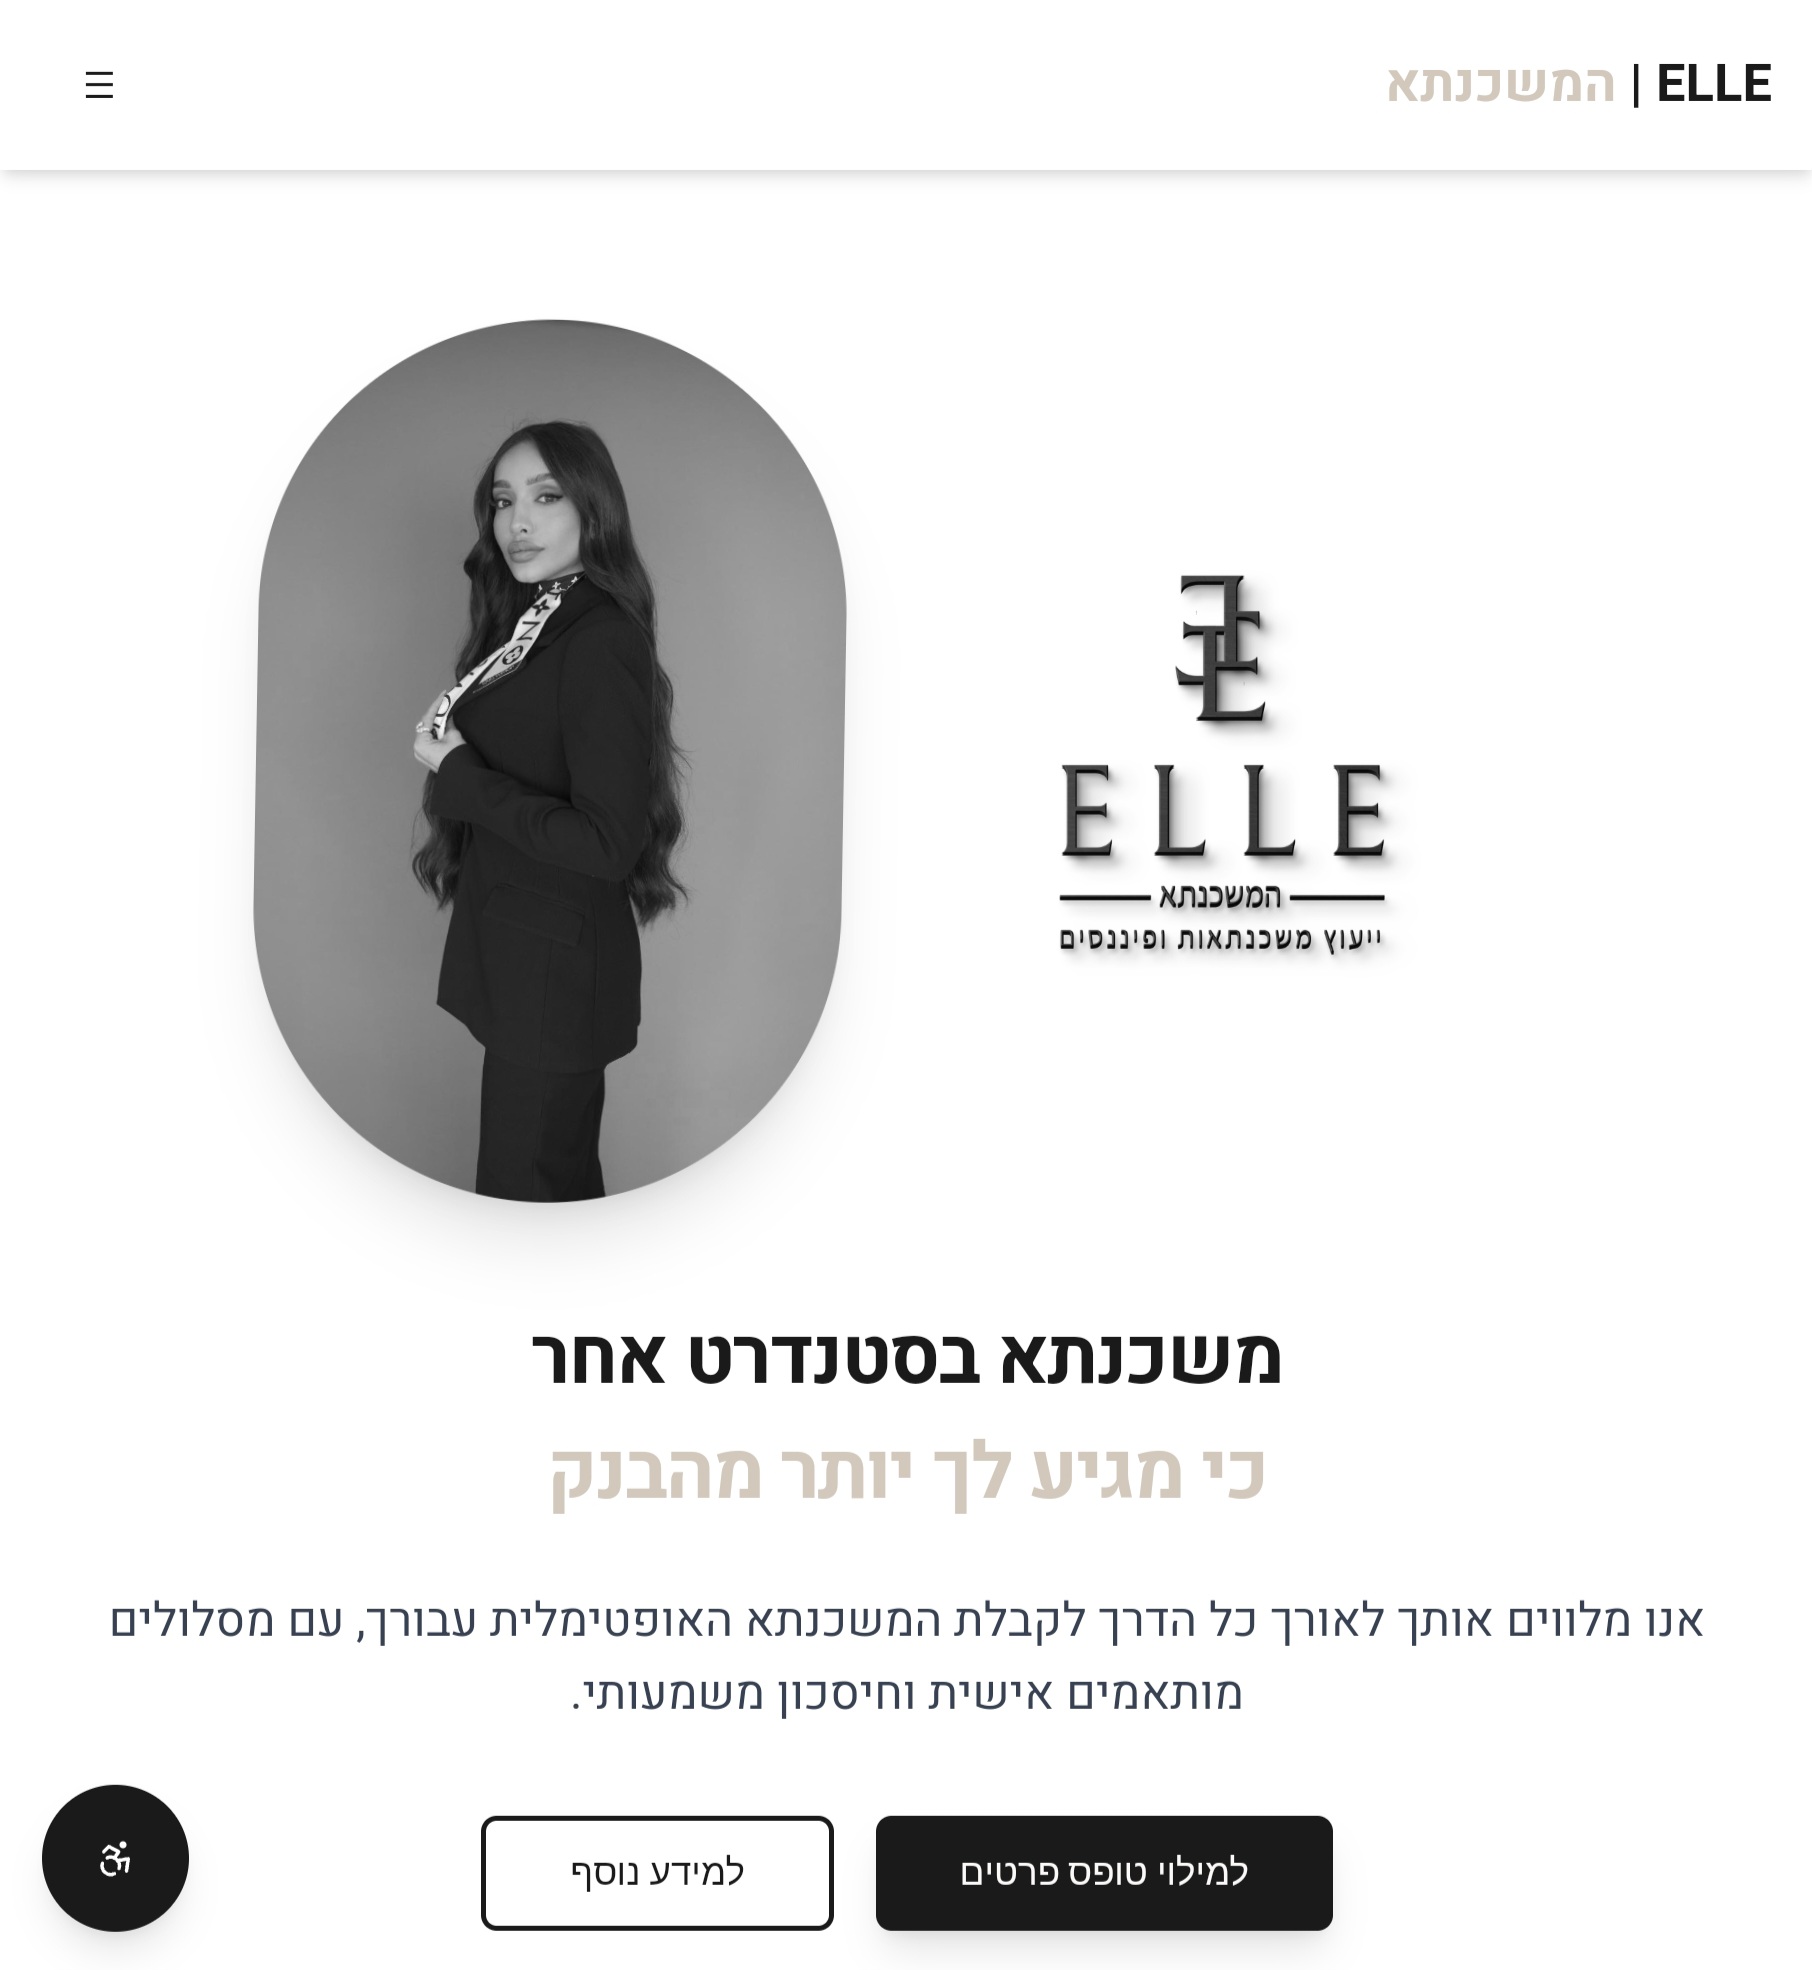 ELLE | המשכנתא
ELLE
המשכנתא
ייעוץ משכנתאות ופיננסים
משכנתא בסטנדרט אחר
כי מגיע לך יותר מהבנק
אנו מלווים אותך לאורך כל הדרך לקבלת המשכנתא האופטימלית עבורך, עם מסלולים
מותאמים אישית וחיסכון משמעותי.
למילוי טופס פרטים
למידע נוסף